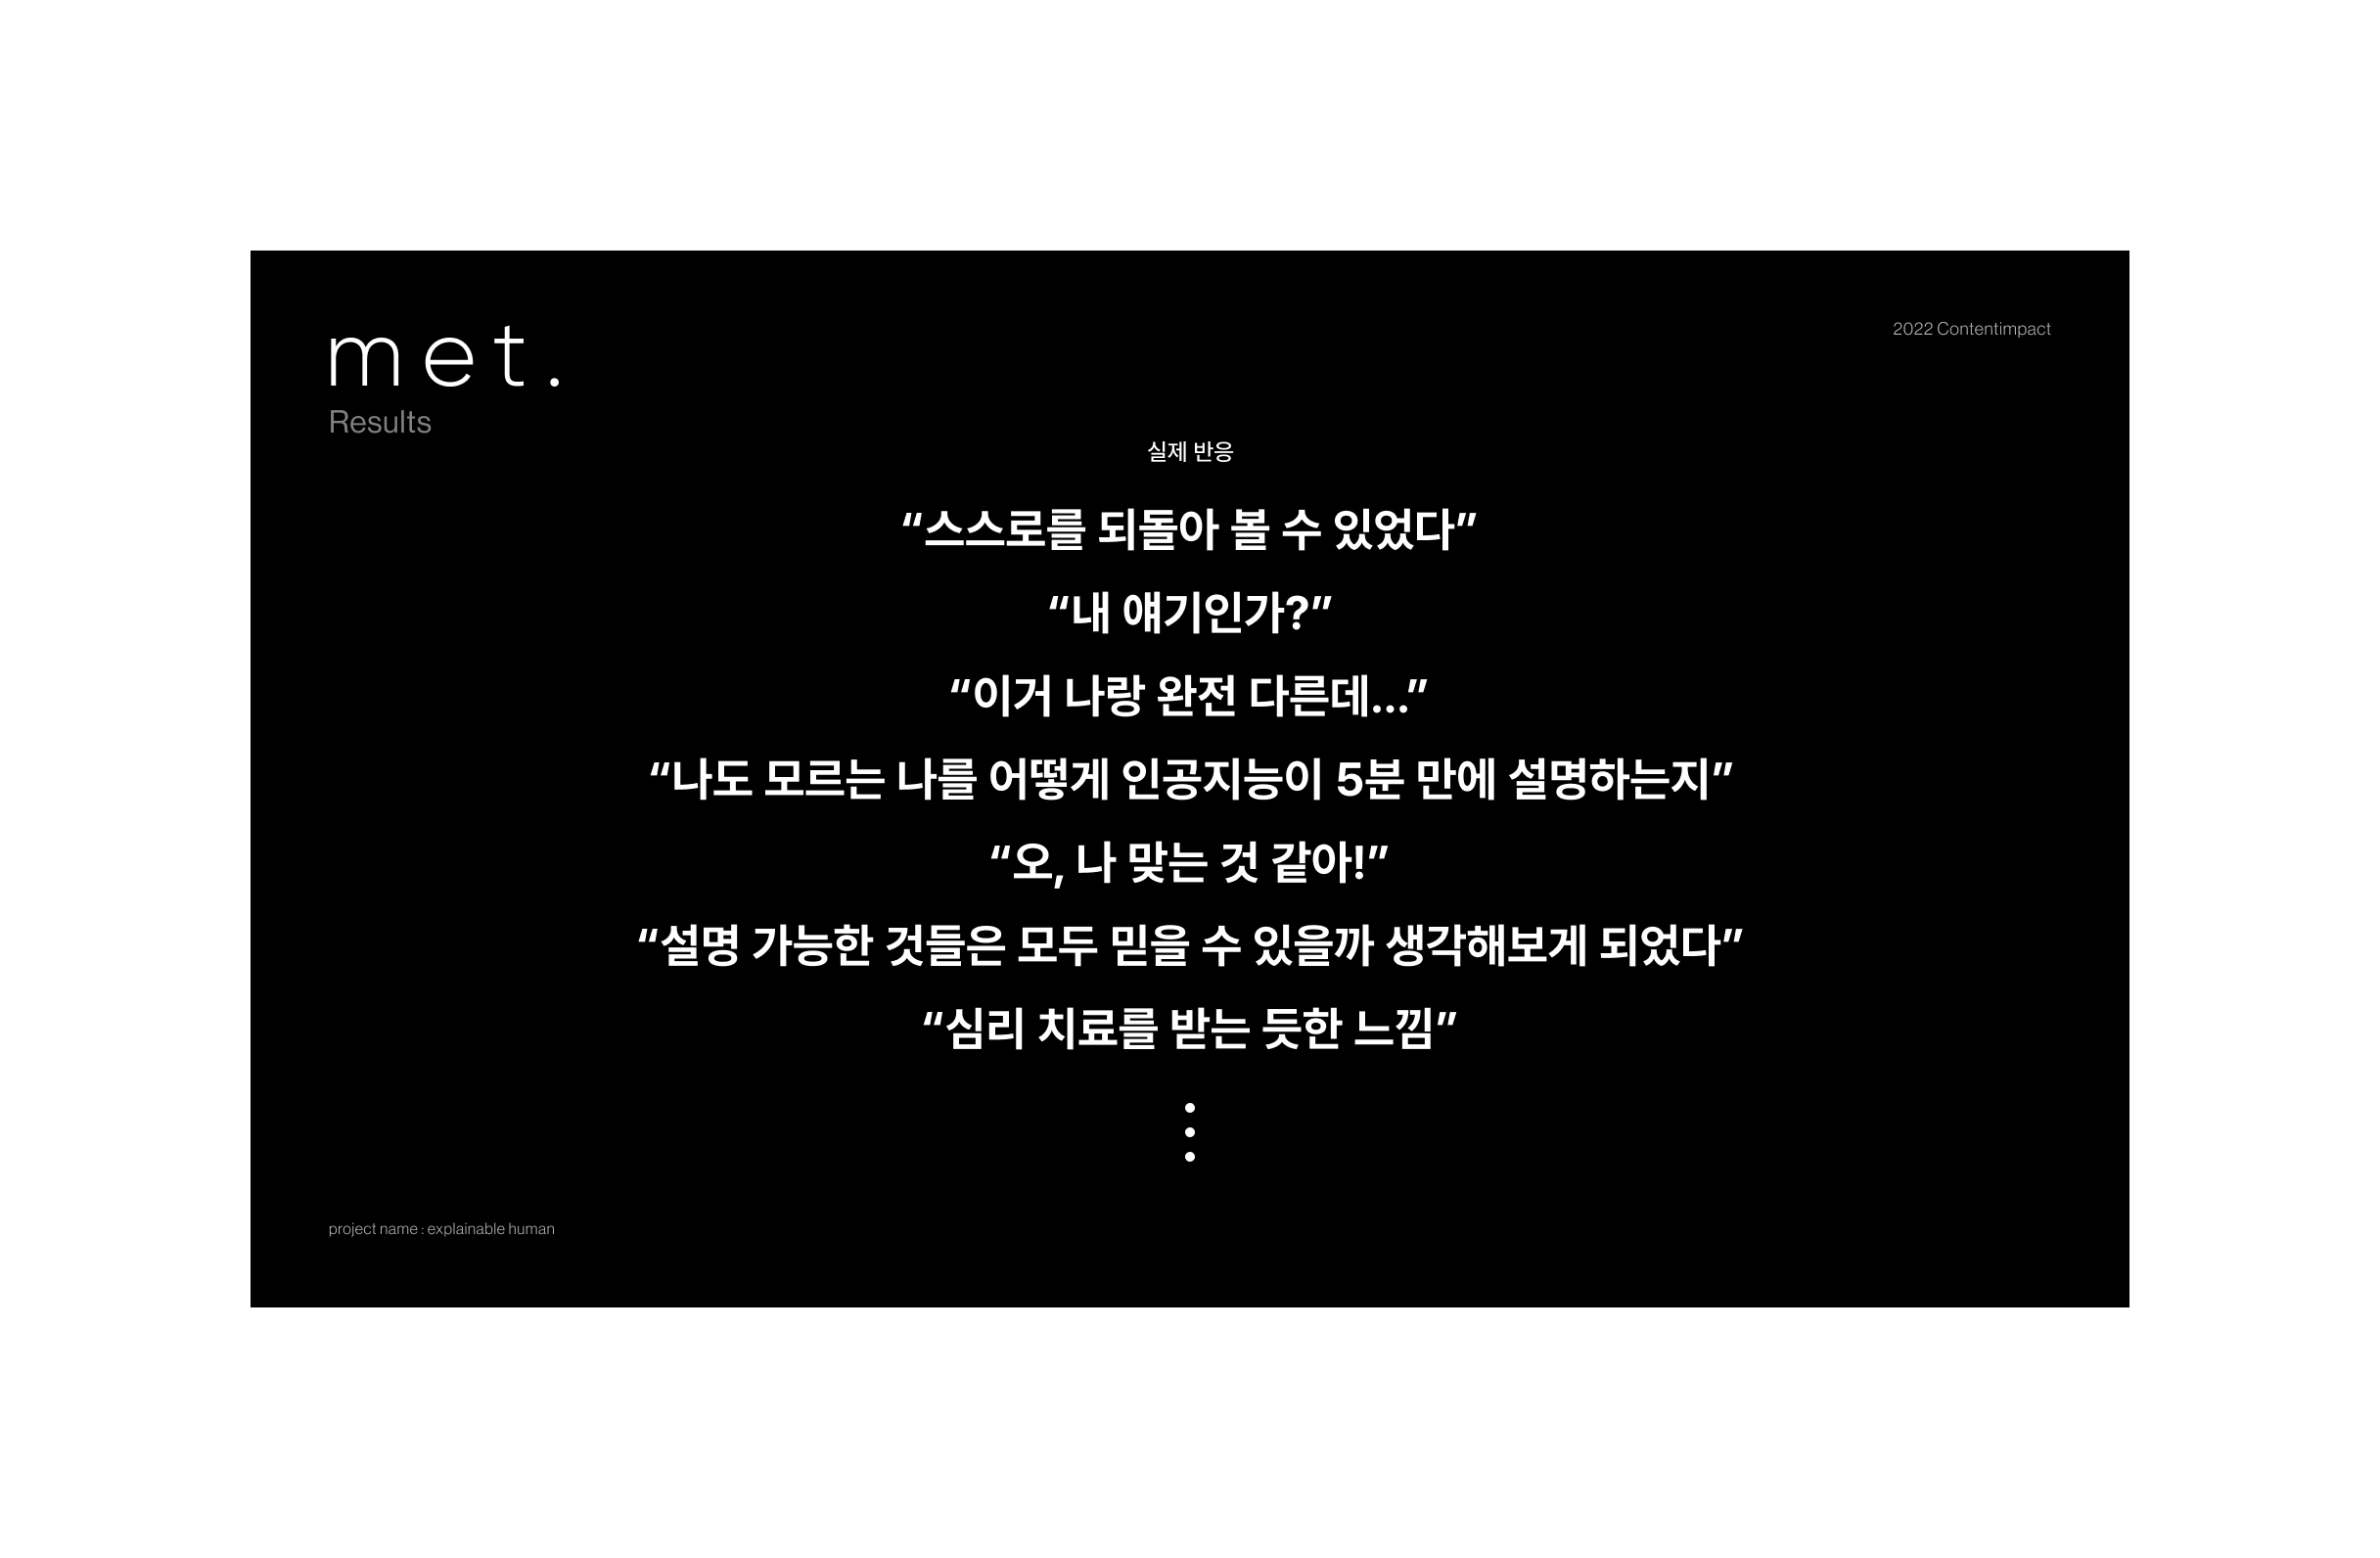 met.
2022 Contentimpact
Results
실제 반응
“스스로를 되돌아 볼 수 있었다”
“내 얘기인가?”
“이거 나랑 완전 다른데...”
“나도 모르는 나를 어떻게 인공지능이 5분 만에 설명하는지”
“오, 나 맞는 것 같아!”
“설명 가능한 것들은 모두 믿을 수 있을까 생각해보게 되었다”
“심리 치료를 받는 듯한 느낌”
project name : explainable human